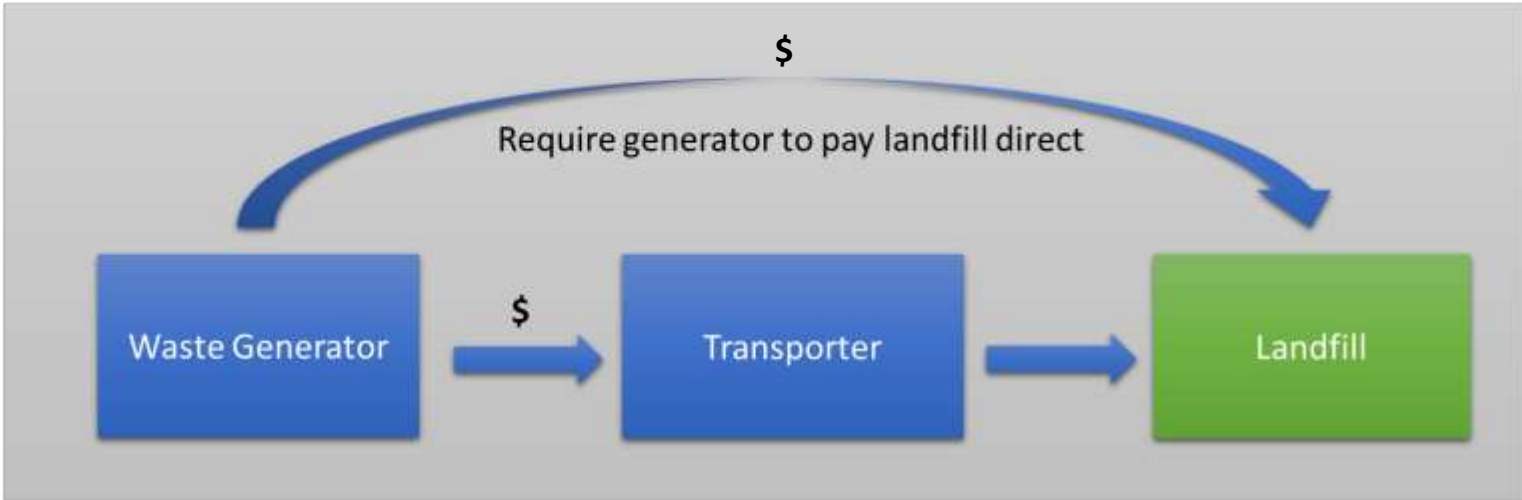 $
Require generator to pay landfill direct
$
Waste Generator
Transporter
Landfill